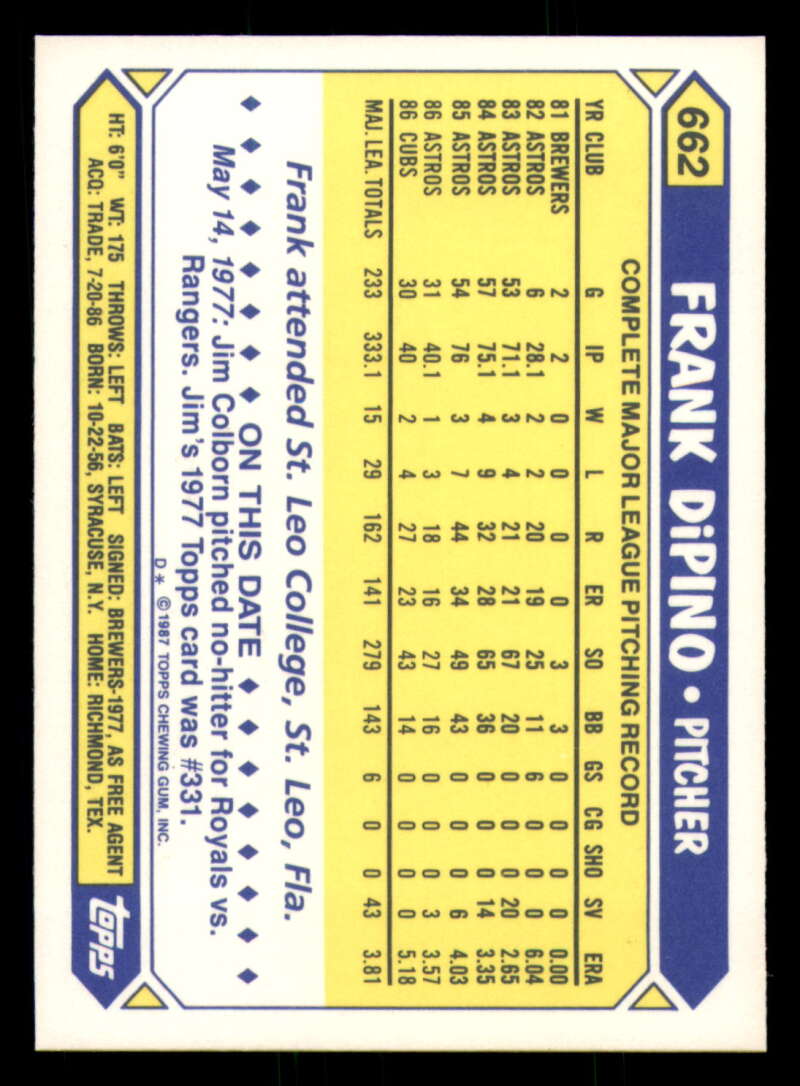 662 FRANK DiPINO • PITCHER
COMPLETE MAJOR LEAGUE PITCHING RECORD
YR CLUB G IP W L R ER SO BB GS CG SHO SV ERA
81 BREWERS 2 2 0 0 0 0 3 3 0 0 0 0 0.00
82 ASTROS 6 28.1 2 2 20 19 25 11 6 0 0 0 6.04
83 ASTROS 53 71.1 3 4 21 21 67 20 0 0 0 20 2.65
84 ASTROS 57 75.1 4 9 32 28 65 36 0 0 0 14 3.35
85 ASTROS 54 76 3 7 44 34 49 43 0 0 0 6 4.03
86 ASTROS 31 40.1 1 3 18 16 27 16 0 0 0 3 3.57
86 CUBS 30 40 2 4 27 23 43 14 0 0 0 0 5.18
MAJ. LEA. TOTALS 233 333.1 15 29 162 141 279 143 6 0 0 43 3.81
Frank attended St. Leo College, St. Leo, Fla.
ON THIS DATE
May 14, 1977: Jim Colborn pitched no-hitter for Royals vs.
Rangers. Jim's 1977 Topps card was #331.
D* ©1987 TOPPS CHEWING GUM, INC.
HT: 6'0" WT: 175 THROWS: LEFT BATS: LEFT SIGNED: BREWERS-1977, AS FREE AGENT
ACQ: TRADE, 7-20-86 BORN: 10-22-56, SYRACUSE, N.Y. HOME: RICHMOND, TEX.
topps